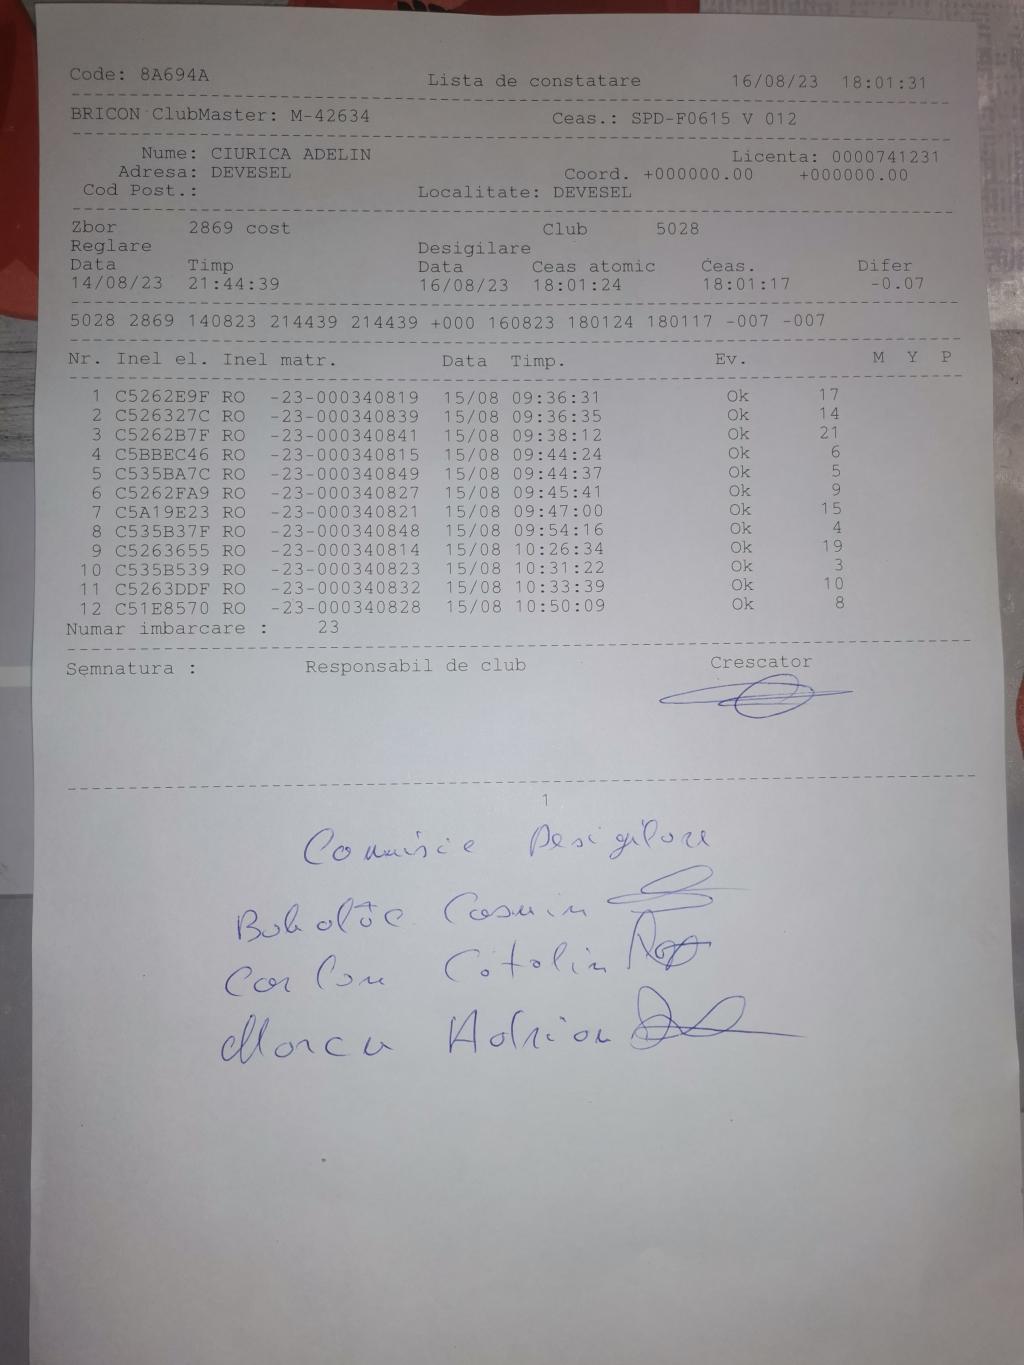 Code: 8A694A Lista de constatare 16/08/23 18:01:31
BRICON ClubMaster: M-42634 Ceas.: SPD-F0615 V 012
Nume: CIURICA ADELIN Licenta: 0000741231
Adresa: DEVESEL Coord. +000000.00 +000000.00
Cod Post.: Localitate: DEVESEL
Zbor 2869 cost Club 5028
Reglare Desigilare
Data Timp Data Ceas atomic Ceas. Difer
14/08/23 21:44:39 16/08/23 18:01:24 18:01:17 -0.07
5028 2869 140823 214439 214439 +000 160823 180124 180117 -007 -007
Nr. Inel el. Inel matr. Data Timp. Ev. M Y P
1 C5262E9F RO -23-000340819 15/08 09:36:31 Ok 17
2 C526327C RO -23-000340839 15/08 09:36:35 Ok 14
3 C5262B7F RO -23-000340841 15/08 09:38:12 Ok 21
4 C5BBEC46 RO -23-000340815 15/08 09:44:24 Ok 6
5 C535BA7C RO -23-000340849 15/08 09:44:37 Ok 5
6 C5262FA9 RO -23-000340827 15/08 09:45:41 Ok 9
7 C5A19E23 RO -23-000340821 15/08 09:47:00 Ok 15
8 C535B37F RO -23-000340848 15/08 09:54:16 Ok 4
9 C5263655 RO -23-000340814 15/08 10:26:34 Ok 19
10 C535B539 RO -23-000340823 15/08 10:31:22 Ok 3
11 C5263DDF RO -23-000340832 15/08 10:33:39 Ok 10
12 C51E8570 RO -23-000340828 15/08 10:50:09 Ok 8
Numar imbarcare : 23
Semnatura : Responsabil de club Crescator
1
Comisie Desigilare
Cosmin
Catalin
Marcu Adrian